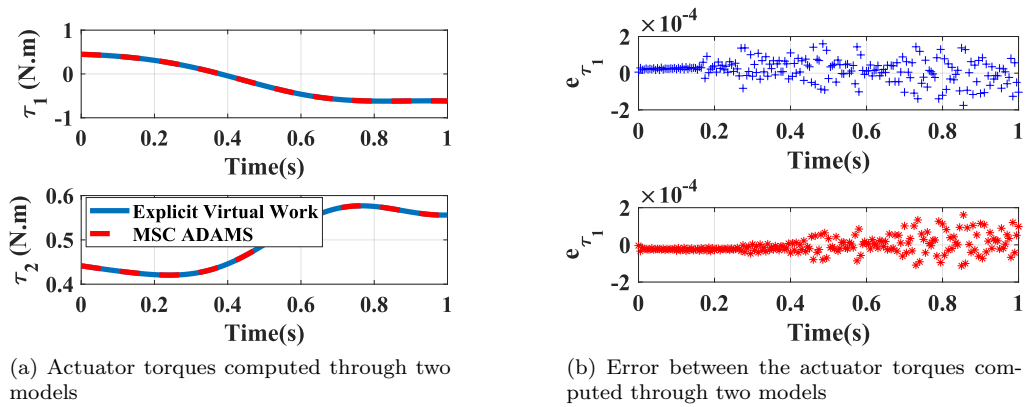 1
0
-1
τ1 (N.m)
0 0.2 0.4 0.6 0.8 1
Time(s)
0.6
0.5
0.4
τ2 (N.m)
Explicit Virtual Work
MSC ADAMS
0 0.2 0.4 0.6 0.8 1
Time(s)
(a) Actuator torques computed through two
models
×10-4
2
0
-2
eτ1
0 0.2 0.4 0.6 0.8 1
Time(s)
×10-4
2
0
-2
eτ1
0 0.2 0.4 0.6 0.8 1
Time(s)
(b) Error between the actuator torques com-
puted through two models